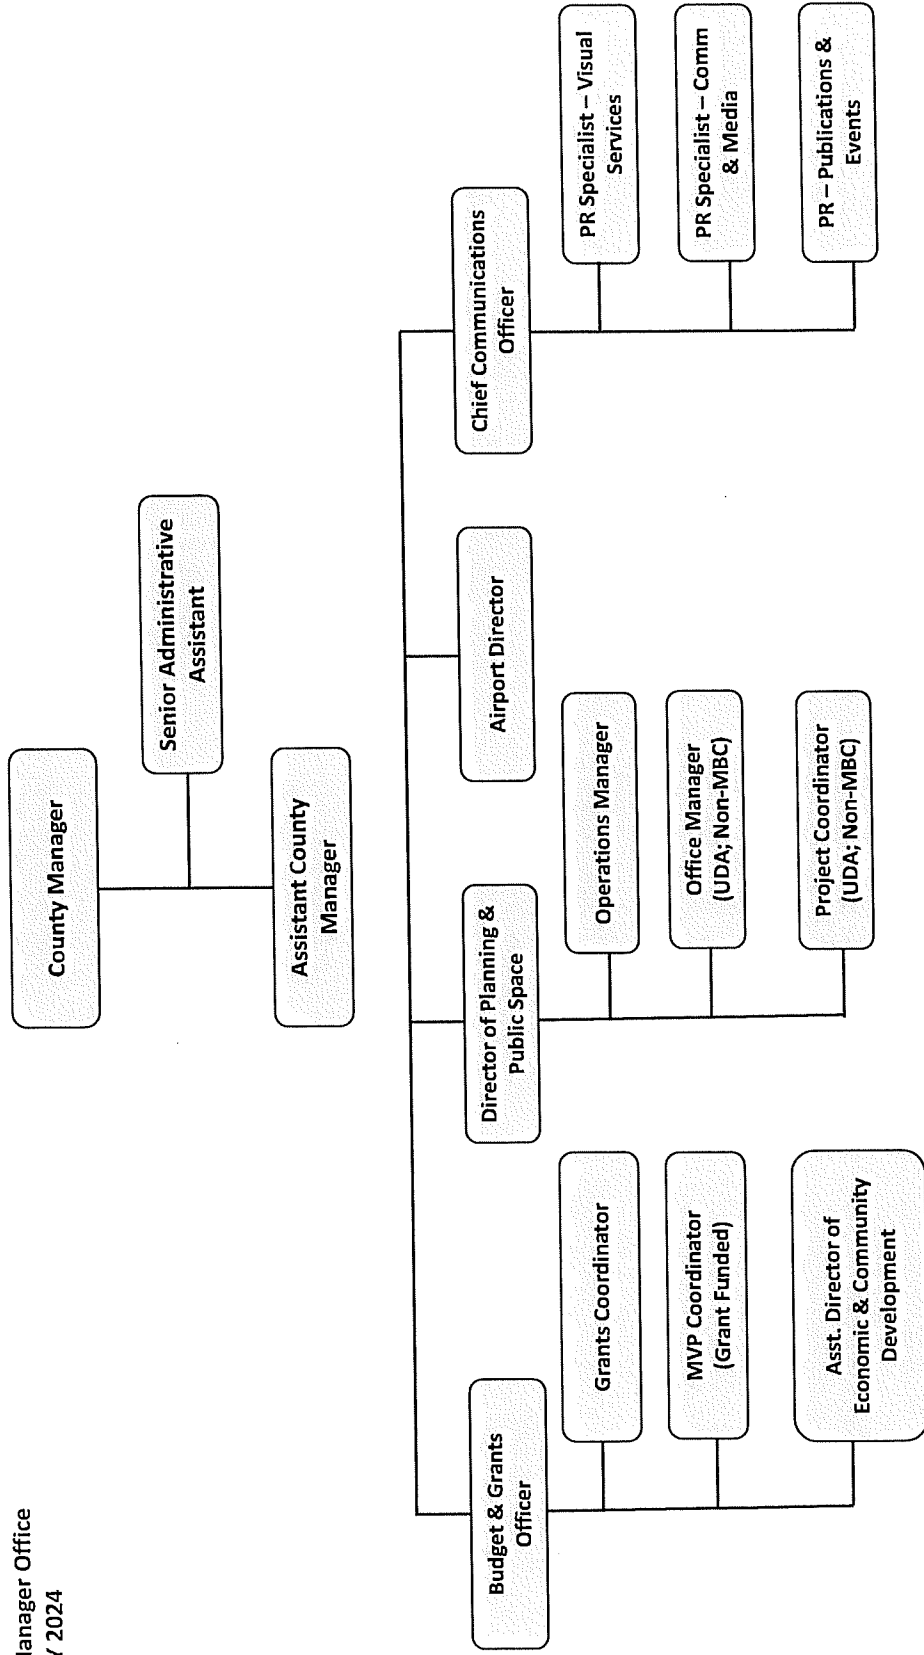 County Manager
Senior Administrative
Assistant
Assistant County
Manager
Budget & Grants
Officer
Director of Planning &
Public Space
Airport Director
Chief Communications
Officer
Grants Coordinator
MVP Coordinator
(Grant Funded)
Asst. Director of
Economic & Community
Development
Operations Manager
Office Manager
(UDA; Non-MBC)
Project Coordinator
(UDA; Non-MBC)
PR Specialist – Visual
Services
PR Specialist – Comm
& Media
PR – Publications &
Events
Office
2024